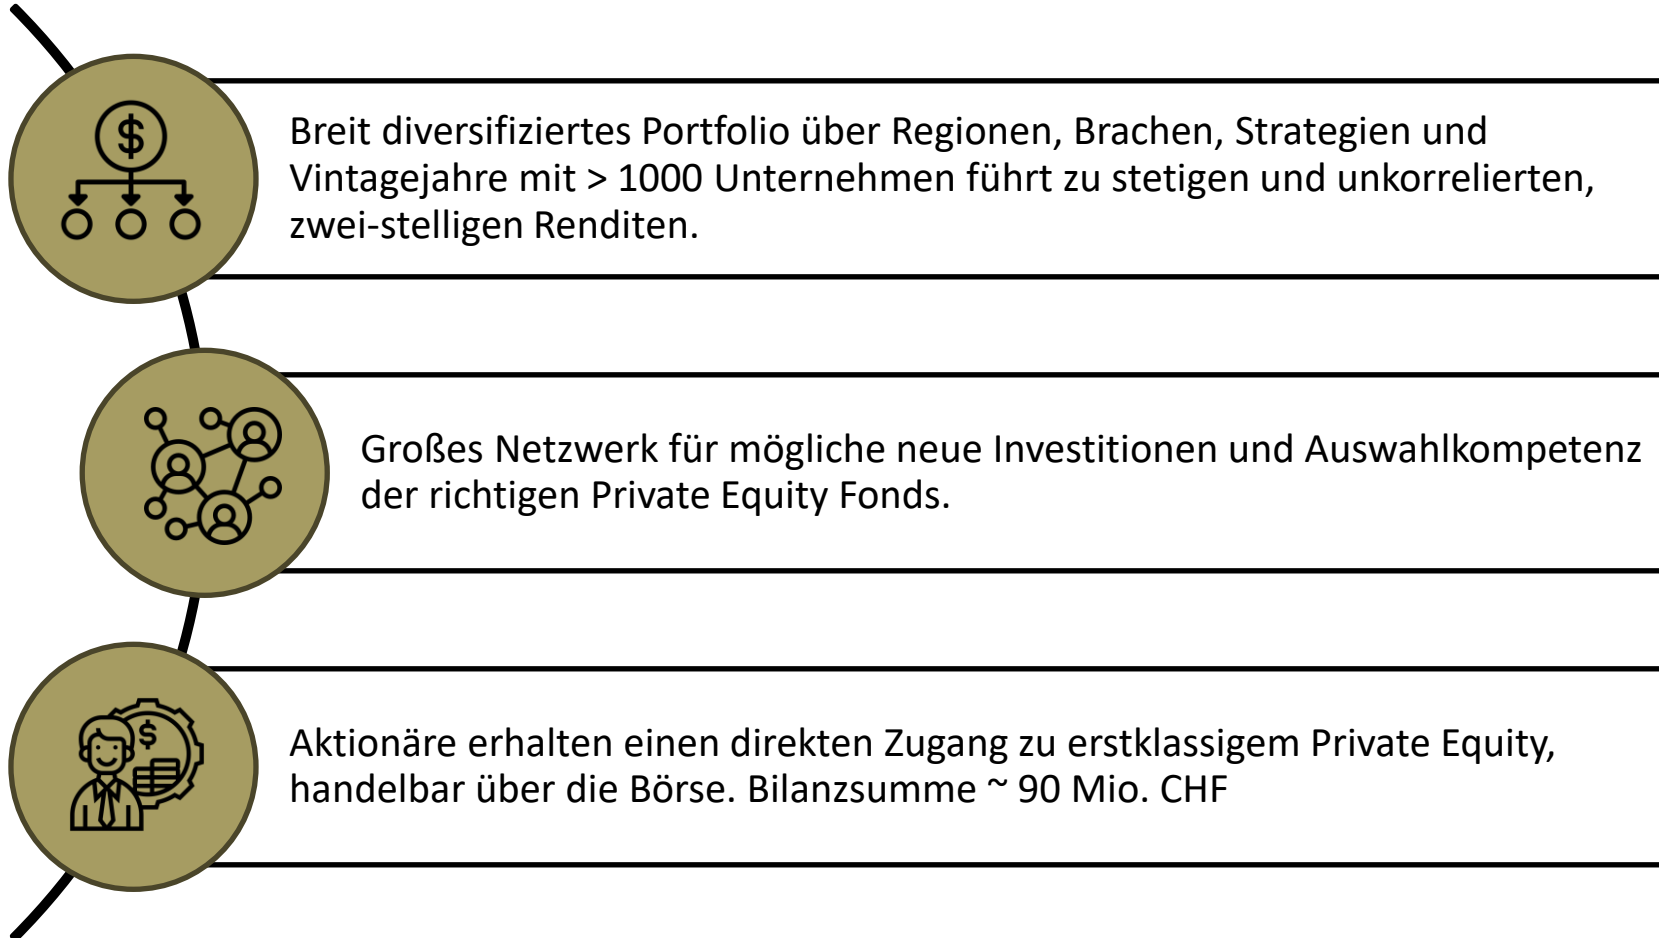 $
Breit diversifiziertes Portfolio über Regionen, Brachen, Strategien und
Vintagejahre mit > 1000 Unternehmen führt zu stetigen und unkorrelierten,
zwei-stelligen Renditen.
Großes Netzwerk für mögliche neue Investitionen und Auswahlkompetenz
der richtigen Private Equity Fonds.
$
Aktionäre erhalten einen direkten Zugang zu erstklassigem Private Equity,
handelbar über die Börse. Bilanzsumme ~ 90 Mio. CHF